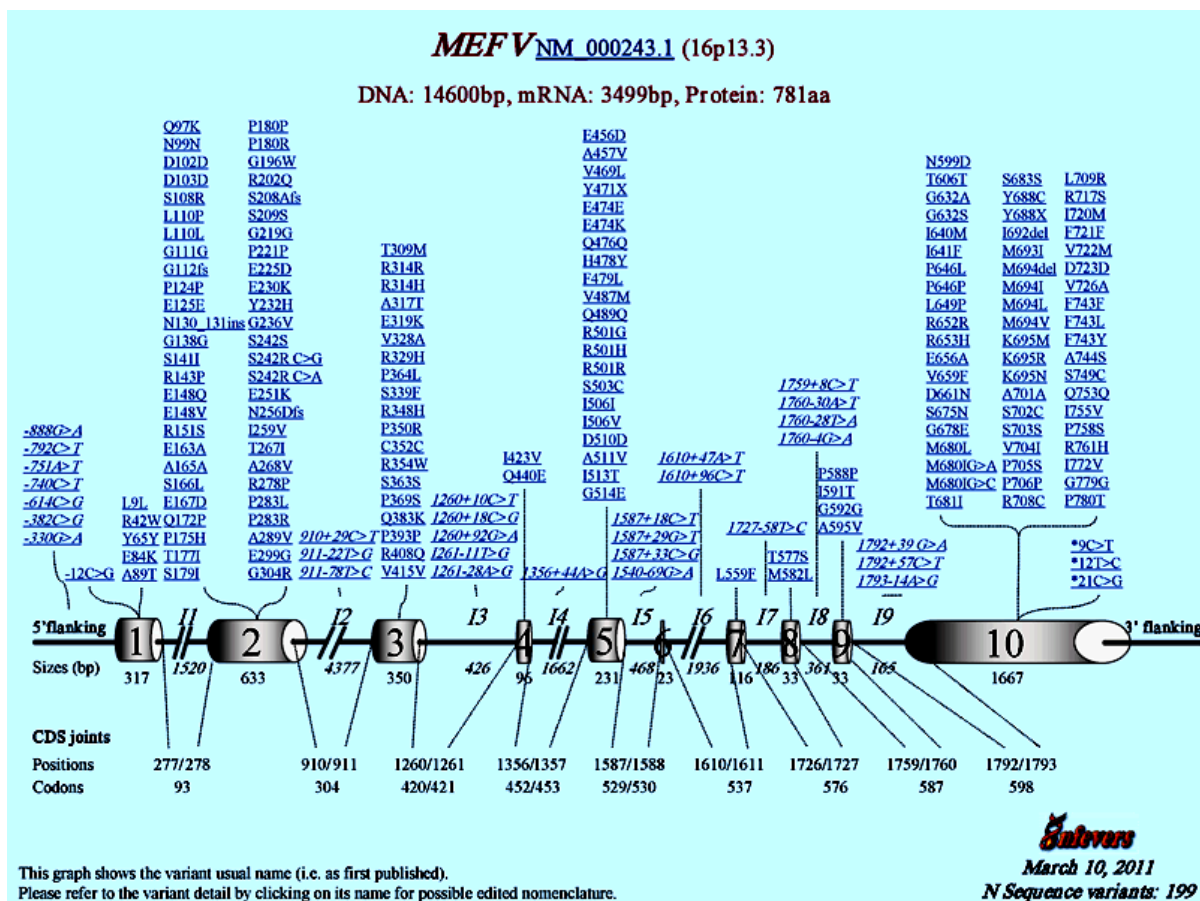 MEFV NM_000243.1 (16p13.3)
DNA: 14600bp, mRNA: 3499bp, Protein: 781aa
-888G>A
-792C>T
-751A>T
-740C>T
-614C>G
-382C>G
-330G>A
-12C>G
L9L
R42W
Y65Y
E84K
A89T
Q97K
N99N
D102D
D103D
S108R
L110P
L110L
G111G
G112fs
P124P
E125E
N130_131ins
G138G
S141I
R143P
E148Q
E148V
R151S
E163A
A165A
S166L
E167D
Q172P
P175H
T177I
S179I
P180P
P180R
G196W
R202Q
S208Afs
S209S
G219G
P221P
E225D
E230K
Y232H
G236V
S242S
S242R C>G
S242R C>A
E251K
N256Dfs
I259V
T267I
A268V
R278P
P283L
P283R
A289V
E299G
G304R
910+29C>T
911-22T>G
911-78T>C
T309M
R314R
R314H
A317T
E319K
V328A
R329H
P364L
S339F
R348H
P350R
C352C
R354W
S363S
P369S
Q383K
P393P
R408Q
V415V
1260+10C>T
1260+18C>G
1260+92G>A
1261-11T>G
1261-28A>G
I423V
Q440E
1356+44A>G
E456D
A457V
V469L
Y471X
E474E
E474K
Q476Q
H478Y
F479L
V487M
Q489Q
R501G
R501H
R501R
S503C
I506I
I506V
D510D
A511V
I513T
G514E
1587+18C>T
1587+29G>T
1587+33C>G
1540-69G>A
1610+47A>T
1610+96C>T
L559F
1727-58T>C
T577S
M582L
1759+8C>T
1760-30A>T
1760-28T>A
1760-4G>A
P588P
I591T
G592G
A595V
1792+39 G>A
1792+57C>T
1793-14A>G
N599D
T606T
G632A
G632S
I640M
I641F
P646L
P646P
L649P
R652R
R653H
E656A
V659F
D661N
S675N
G678E
M680L
M680IG>A
M680IG>C
T681I
S683S
Y688C
Y688X
I692del
M693I
M694del
M694I
M694L
M694V
K695M
K695R
K695N
A701A
S702C
S703S
V704I
P705S
P706P
R708C
L709R
R717S
I720M
F721F
V722M
D723D
V726A
F743F
F743L
F743Y
A744S
S749C
Q753Q
I755V
P758S
R761H
I772V
G779G
P780T
*9C>T
*12T>C
*21C>G
I1 I2 I3 I4 I5 I6 I7 I8 I9
5'flanking 1 2 3 4 5 6 7 8 9 10 3' flanking
Sizes (bp) 317 1520 633 4377 350 426 96 1662 231 468 23 1936 116 186 33 361 33 165 1667
CDS joints
Positions 277/278 910/911 1260/1261 1356/1357 1587/1588 1610/1611 1726/1727 1759/1760 1792/1793
Codons 93 304 420/421 452/453 529/530 537 576 587 598
This graph shows the variant usual name (i.e. as first published).
Please refer to the variant detail by clicking on its name for possible edited nomenclature.
Infevers
March 10, 2011
N Sequence variants: 199